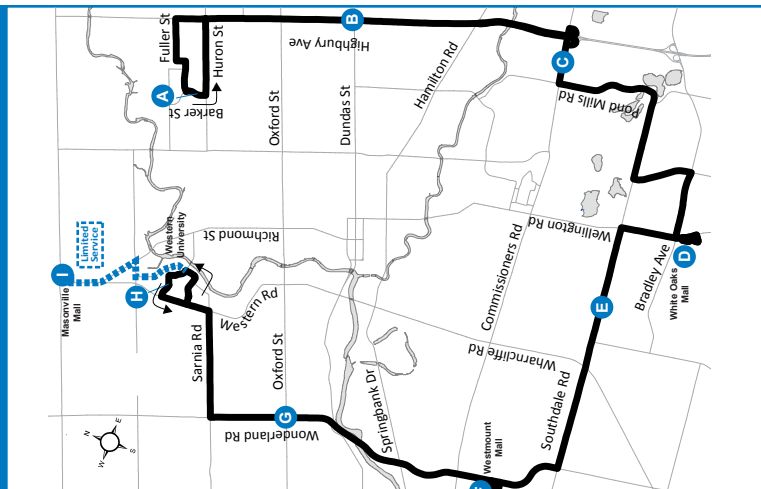 Fuller St
Huron St
B
Highbury Ave
Hamilton Rd
C
A
Barker St
Oxford St
Dundas St
Pond Mills Rd
Limited
Service
Western
University
Richmond St
Wellington Rd
Commissioners Rd
I
Masonville
Mall
H
Western Rd
Bradley Ave
D
White Oaks
Mall
E
Sarnia Rd
Oxford St
Wharncliffe Rd
Springbank Dr
Southdale Rd
G
Wonderland Rd
Westmount
Mall
N
E
S
W